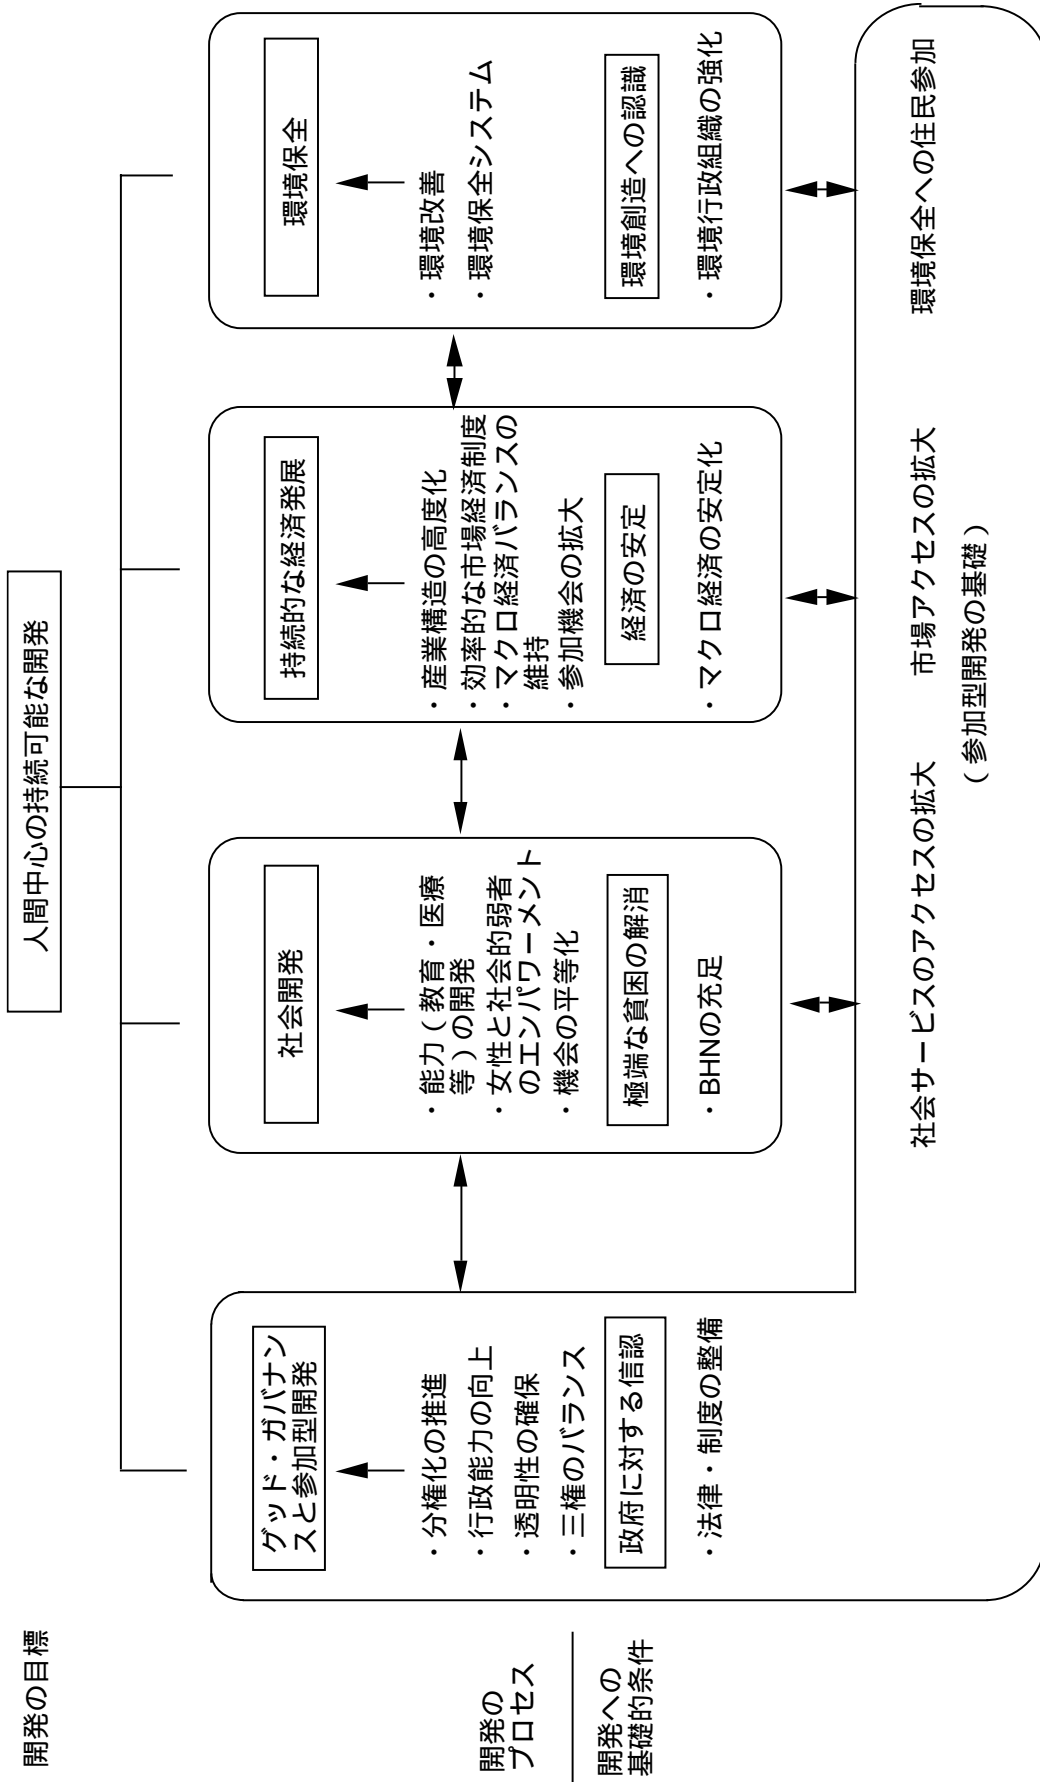 開発の目標
人間中心の持続可能な開発
グッド・ガバナン
スと参加型開発
社会開発
持続的な経済発展
環境保全
開発の
プロセス
・分権化の推進
・行政能力の向上
・透明性の確保
・三権のバランス
・能力（教育・医療
等）の開発
・女性と社会的弱者
のエンパワーメント
・機会の平等化
・産業構造の高度化
・効率的な市場経済制度
・マクロ経済バランスの
維持
・参加機会の拡大
・環境改善
・環境保全システム
開発への
基礎的条件
政府に対する信認
極端な貧困の解消
経済の安定
環境創造への認識
・法律・制度の整備
・BHNの充足
・マクロ経済の安定化
・環境行政組織の強化
社会サービスのアクセスの拡大
市場アクセスの拡大
環境保全への住民参加
（参加型開発の基礎）